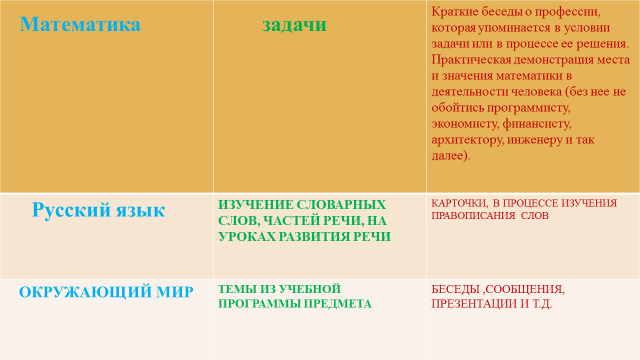 Математика
задачи
Краткие беседы о профессии,
которая упоминается в условии
задачи или в процессе ее решения.
Практическая демонстрация места
и значения математики в
деятельности человека (без нее не
обойтись программисту,
экономисту, финансисту,
архитектору, инженеру и так
далее).
Русский язык
ИЗУЧЕНИЕ СЛОВАРНЫХ
СЛОВ, ЧАСТЕЙ РЕЧИ, НА
УРОКАХ РАЗВИТИЯ РЕЧИ
КАРТОЧКИ, В ПРОЦЕССЕ ИЗУЧЕНИЯ
ПРАВОПИСАНИЯ СЛОВ
ОКРУЖАЮЩИЙ МИР
ТЕМЫ ИЗ УЧЕБНОЙ
ПРОГРАММЫ ПРЕДМЕТА
БЕСЕДЫ ,СООБЩЕНИЯ,
ПРЕЗЕНТАЦИИ И Т.Д.